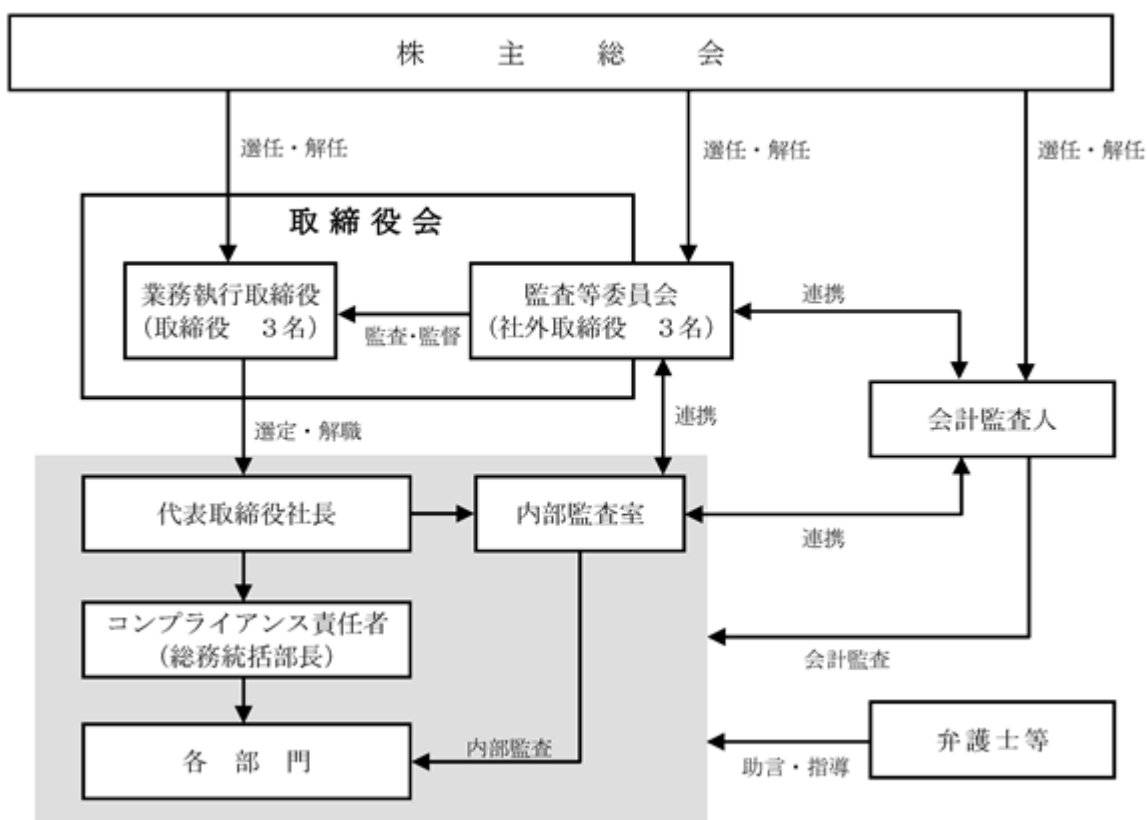 株 主 総 会
選任・解任
選任・解任
選任・解任
取 締 役 会
業務執行取締役
(取締役　３名)
監査・監督
監査等委員会
(社外取締役　３名)
連携
会計監査人
選定・解職
連携
代表取締役社長
内部監査室
連携
コンプライアンス責任者
(総務統括部長)
会計監査
各 部 門
内部監査
弁護士等
助言・指導